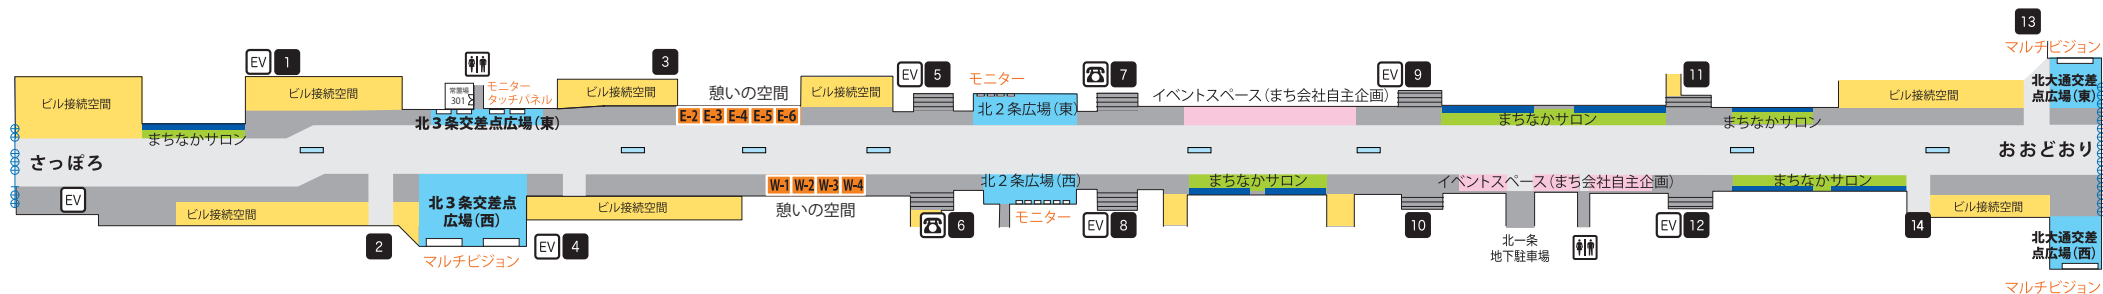 13
マルチビジョン
EV 1
3
EV 5
モニター
7
EV 9
11
北大通交差
点広場(東)
ビル接続空間
ビル接続空間
常設場
301
モニター
タッチパネル
ビル接続空間
憩いの空間
ビル接続空間
E-2 E-3 E-4 E-5 E-6
北2条広場(東)
イベントスペース(まち会社自主企画)
ビル接続空間
まちなかサロン
北3条交差点広場(東)
まちなかサロン
まちなかサロン
さっぽろ
おおどおり
EV
ビル接続空間
北3条交差点
広場(西)
ビル接続空間
W-1 W-2 W-3 W-4
憩いの空間
北2条広場(西)
モニター
まちなかサロン
イベントスペース(まち会社自主企画)
まちなかサロン
ビル接続空間
2
マルチビジョン
EV 4
6
EV 8
10
北一条
地下駐車場
EV 12
14
北大通交差
点広場(西)
マルチビジョン